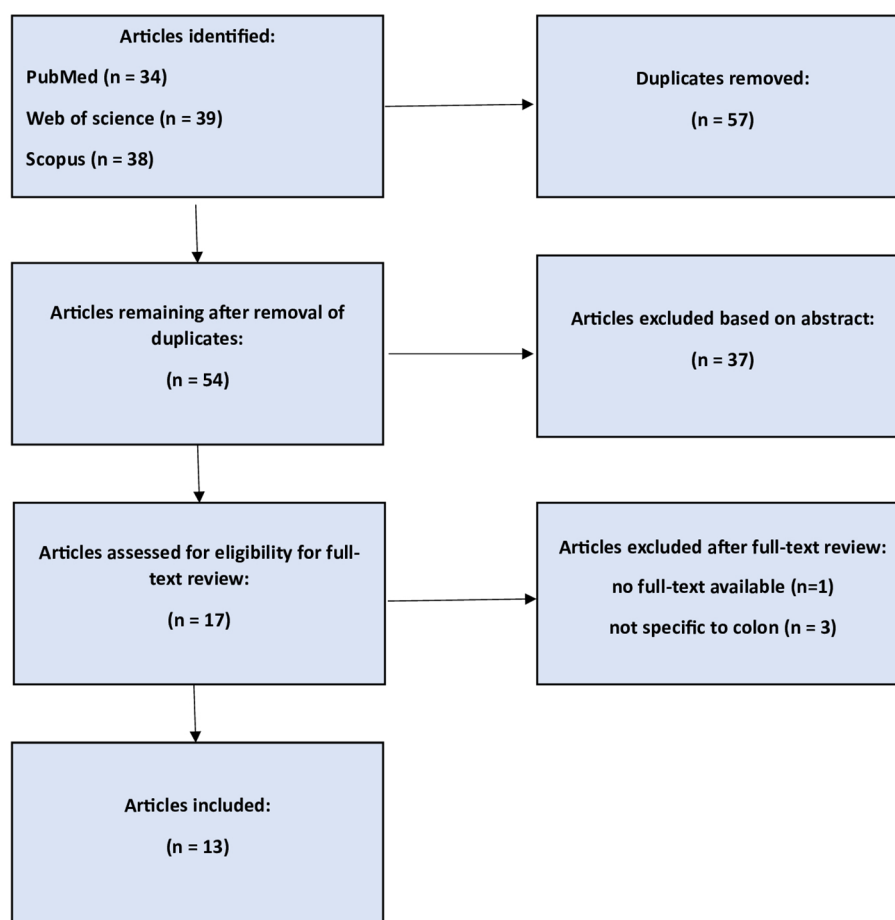 Articles identified:
PubMed (n = 34)
Web of science (n = 39)
Scopus (n = 38)
Duplicates removed:
(n = 57)
Articles remaining after removal of
duplicates:
(n = 54)
Articles excluded based on abstract:
(n = 37)
Articles assessed for eligibility for full-
text review:
(n = 17)
Articles excluded after full-text review:
no full-text available (n=1)
not specific to colon (n = 3)
Articles included:
(n = 13)